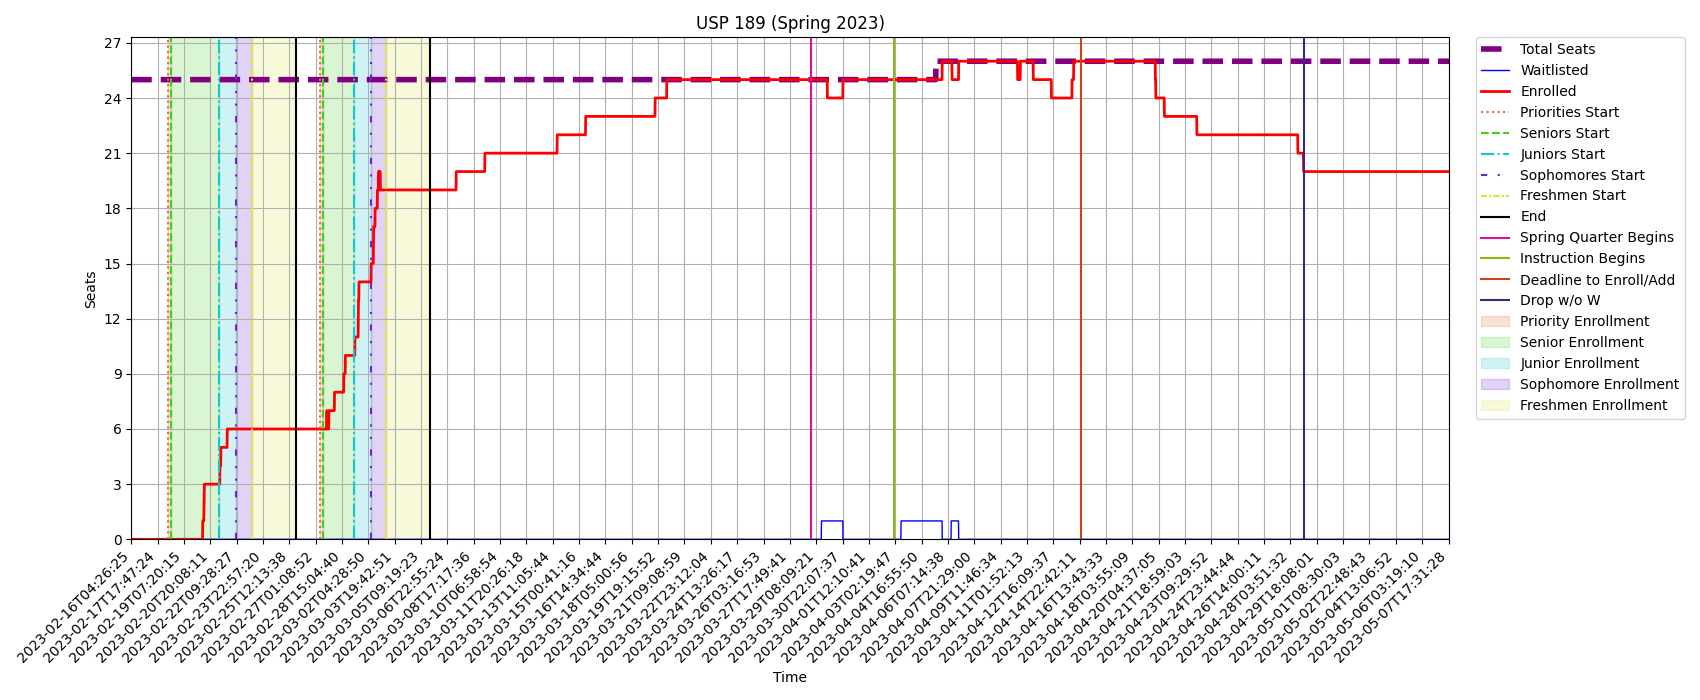 USP 189 (Spring 2023)
27
24
21
18
15
12
9
6
3
0
Seats
2023-02-16T04:26:25
2023-02-17T17:47:24
2023-02-19T07:20:15
2023-02-20T20:08:11
2023-02-22T09:28:27
2023-02-23T22:57:20
2023-02-25T12:13:38
2023-02-27T01:08:52
2023-02-28T15:04:40
2023-03-02T04:28:50
2023-03-03T19:42:51
2023-03-05T09:19:23
2023-03-06T22:55:24
2023-03-08T17:17:36
2023-03-10T06:58:54
2023-03-11T20:26:18
2023-03-13T11:05:44
2023-03-15T00:41:16
2023-03-16T14:34:44
2023-03-18T05:00:56
2023-03-19T19:15:52
2023-03-21T09:08:59
2023-03-22T23:12:04
2023-03-24T13:26:17
2023-03-26T03:16:53
2023-03-27T17:49:41
2023-03-29T08:09:21
2023-03-30T22:07:37
2023-04-01T12:10:41
2023-04-03T02:19:47
2023-04-04T16:55:50
2023-04-06T07:14:38
2023-04-07T21:29:00
2023-04-09T11:46:34
2023-04-11T01:52:13
2023-04-12T16:09:37
2023-04-14T22:42:11
2023-04-16T13:43:33
2023-04-18T03:55:09
2023-04-20T04:37:05
2023-04-21T18:59:03
2023-04-23T09:29:52
2023-04-24T23:44:44
2023-04-26T14:00:11
2023-04-28T03:51:32
2023-04-29T18:08:01
2023-05-01T08:30:03
2023-05-02T22:48:43
2023-05-04T13:06:52
2023-05-06T03:19:10
2023-05-07T17:31:28
Time
Total Seats
Waitlisted
Enrolled
Priorities Start
Seniors Start
Juniors Start
Sophomores Start
Freshmen Start
End
Spring Quarter Begins
Instruction Begins
Deadline to Enroll/Add
Drop w/o W
Priority Enrollment
Senior Enrollment
Junior Enrollment
Sophomore Enrollment
Freshmen Enrollment